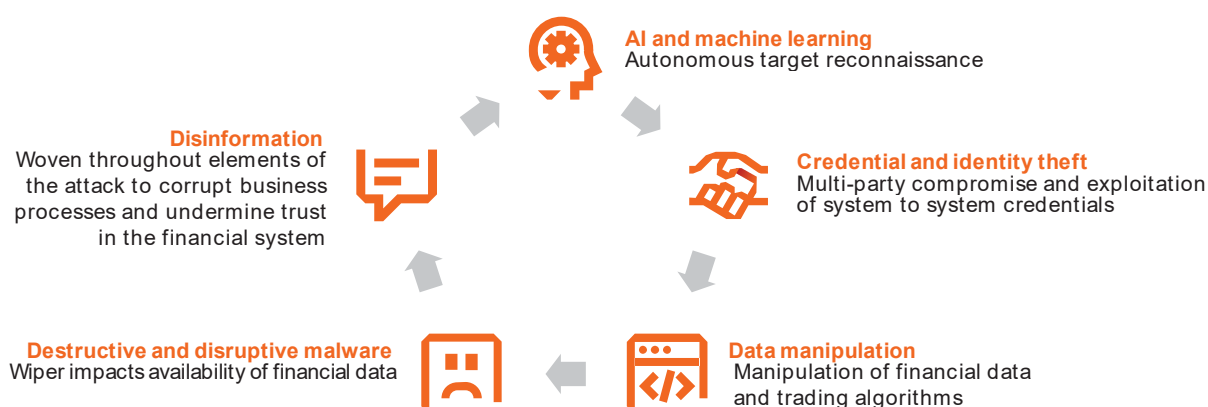 AI and machine learning
Autonomous target reconnaissance
Credential and identity theft
Multi-party compromise and exploitation
of system to system credentials
Data manipulation
Manipulation of financial data
and trading algorithms
Destructive and disruptive malware
Wiper impacts availability of financial data
Disinformation
Woven throughout elements of
the attack to corrupt business
processes and undermine trust
in the financial system